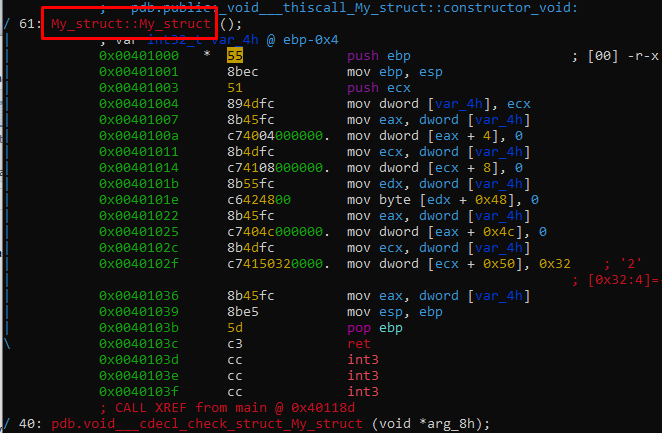 ;   pdb.public:_void___thiscall_My_struct::constructor_void:
/ 61: My_struct::My_struct ();
| ; var int32_t var_4h @ ebp-0x4
| 0x00401000 * 55 push ebp ; [00] -r-x
| 0x00401001 8bec mov ebp, esp
| 0x00401003 51 push ecx
| 0x00401004 894dfc mov dword [var_4h], ecx
| 0x00401007 8b45fc mov eax, dword [var_4h]
| 0x0040100a c74004000000. mov dword [eax + 4], 0
| 0x00401011 8b4dfc mov ecx, dword [var_4h]
| 0x00401014 c74108000000. mov dword [ecx + 8], 0
| 0x0040101b 8b55fc mov edx, dword [var_4h]
| 0x0040101e c6424800 mov byte [edx + 0x48], 0
| 0x00401022 8b45fc mov eax, dword [var_4h]
| 0x00401025 c7404c000000. mov dword [eax + 0x4c], 0
| 0x0040102c 8b4dfc mov ecx, dword [var_4h]
| 0x0040102f c74150320000. mov dword [ecx + 0x50], 0x32 ; '2'
| ; [0x32:4]=
| 0x00401036 8b45fc mov eax, dword [var_4h]
| 0x00401039 8be5 mov esp, ebp
| 0x0040103b 5d pop ebp
\ 0x0040103c c3 ret
0x0040103d cc int3
0x0040103e cc int3
0x0040103f cc int3
; CALL XREF from main @ 0x40118d
/ 40: pdb.void___cdecl_check_struct_My_struct (void *arg_8h);